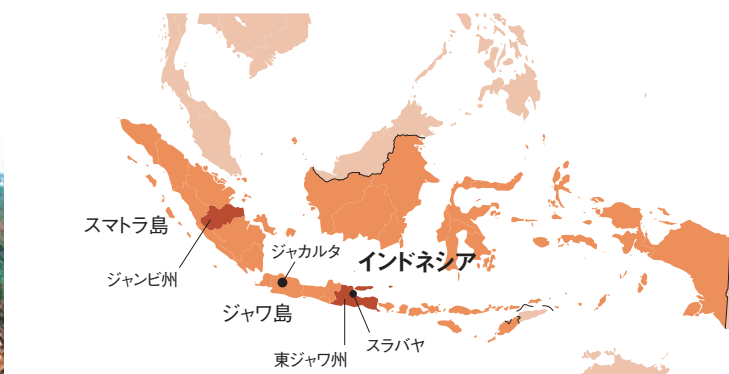 スマトラ島
ジャカルタ
インドネシア
ジャンビ州
ジャワ島
スラバヤ
東ジャワ州